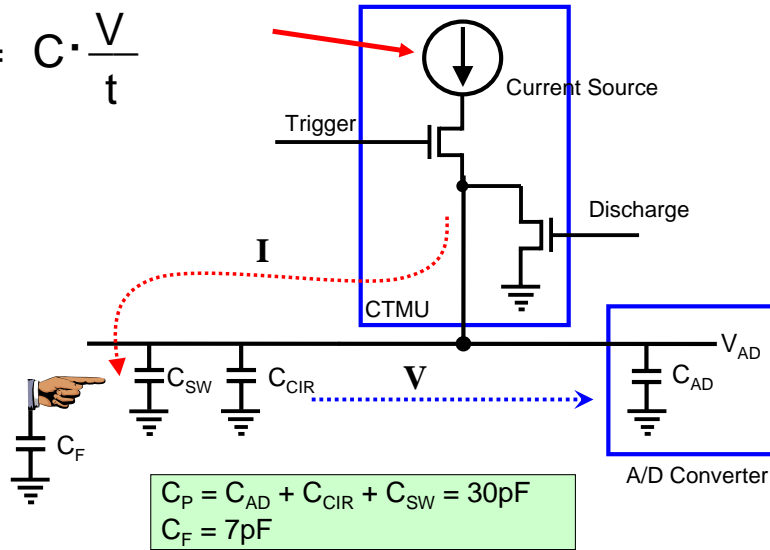 = C · V
t
Current Source
Trigger
Discharge
I
CTMU
V_AD
C_SW
C_CIR
V
C_AD
C_F
A/D Converter
C_P = C_AD + C_CIR + C_SW = 30pF
C_F = 7pF